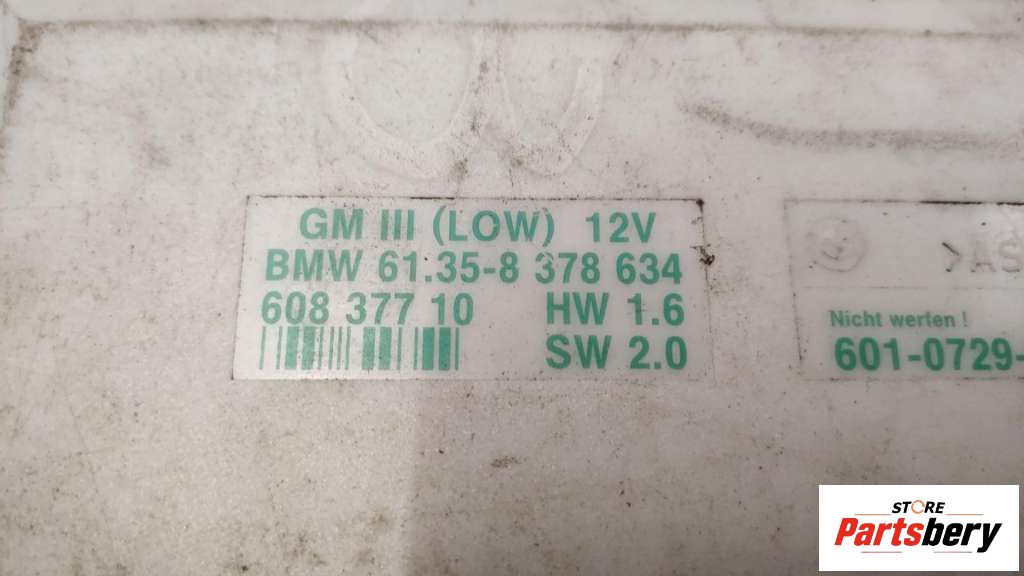 GM III (LOW) 12V
BMW 61.35-8 378 634
608 377 10 HW 1.6
SW 2.0
Nicht werfen !
601-0729-
STORE
Partsbery